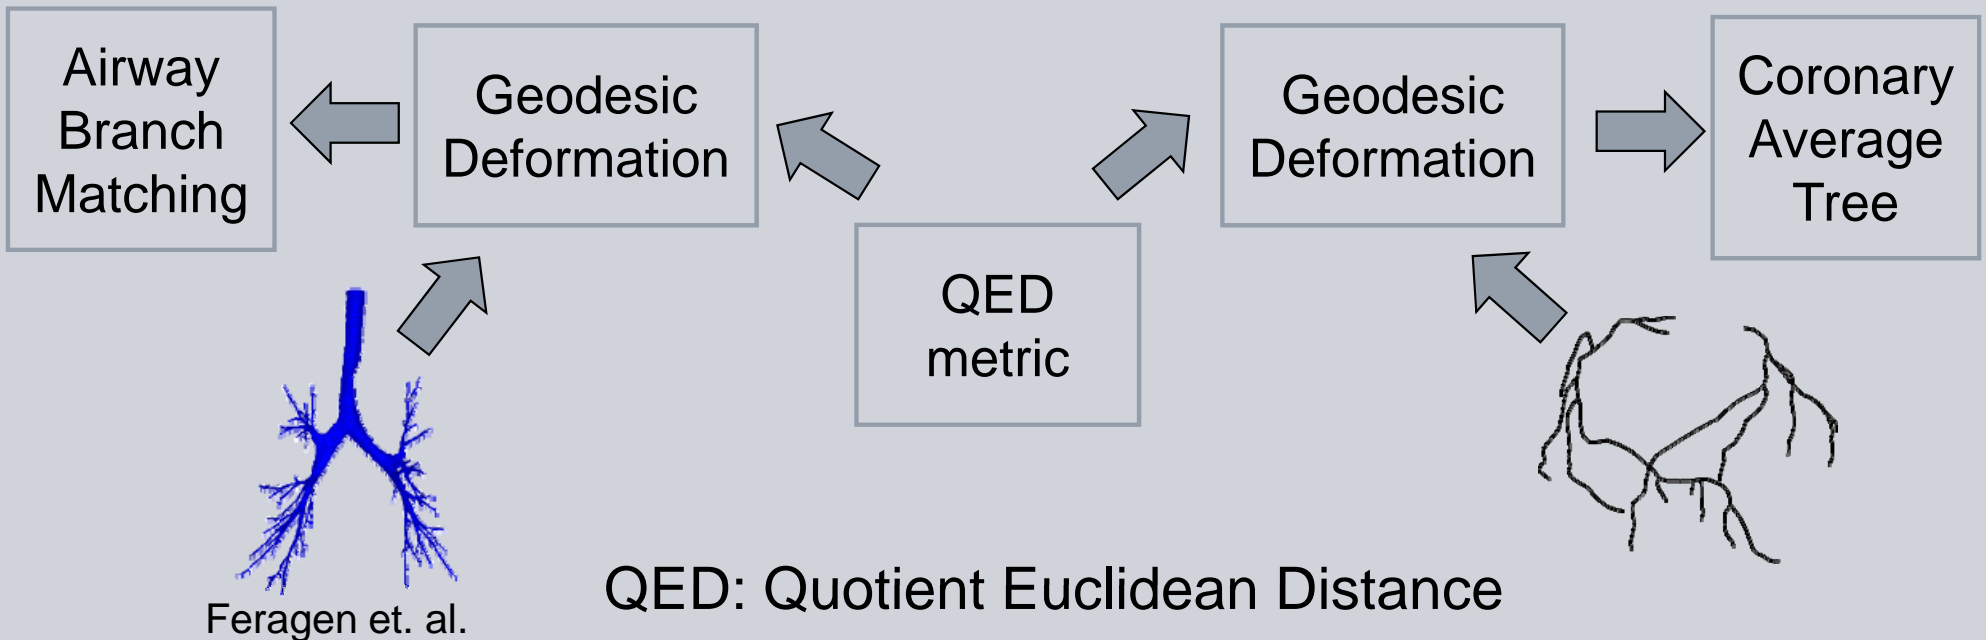 Airway
Branch
Matching
Geodesic
Deformation
QED
metric
Geodesic
Deformation
Coronary
Average
Tree
Feragen et. al.
QED: Quotient Euclidean Distance